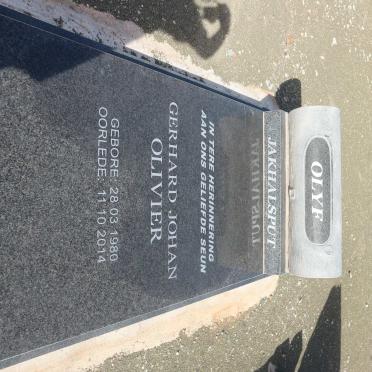 OLYF
JAKHALSPUT
IN TERE HERINNERING
AAN ONS GELIEFDE SEUN
GERHARD JOHAN
OLIVIER
GEBORE: 28 03 1980
OORLEDE: 11 10 2014